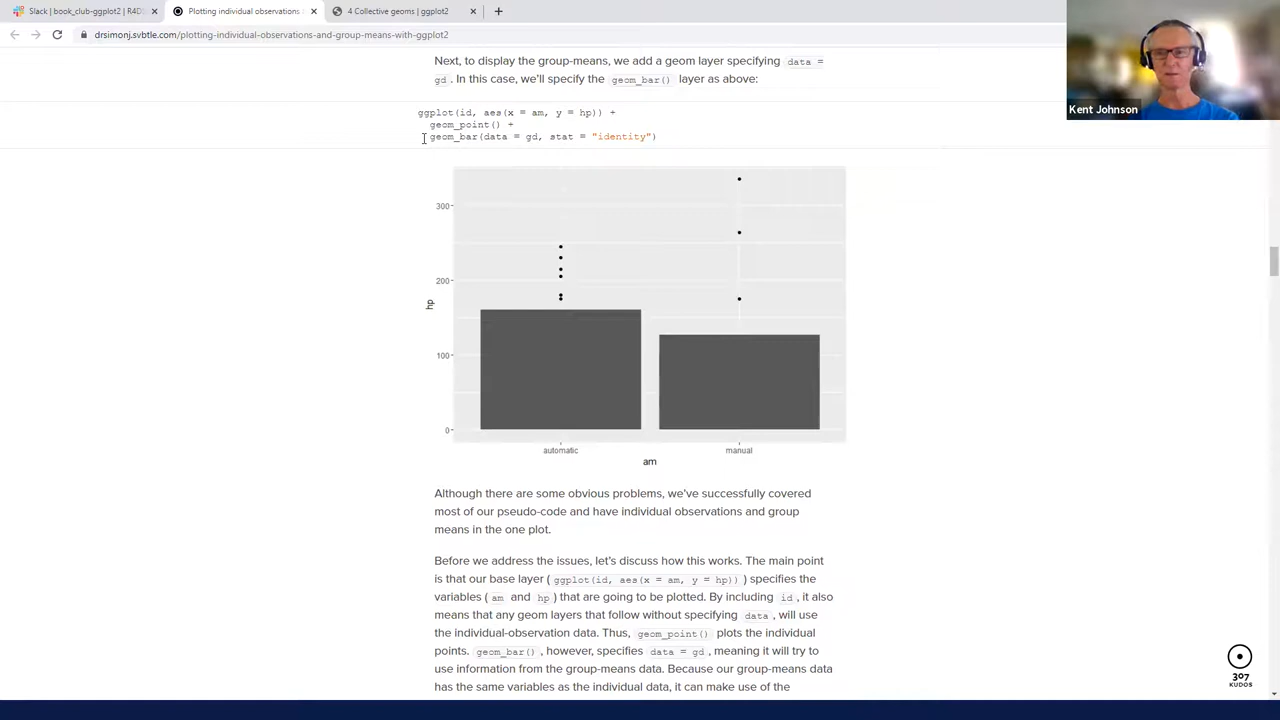 Slack | book_club-ggplot2 | R4D
Plotting individual observations
4 Collective geoms | ggplot2
drsimonj.svbtle.com/plotting-individual-observations-and-group-means-with-ggplot2
Kent Johnson
Next, to display the group-means, we add a geom layer specifying data =
gd. In this case, we'll specify the geom_bar() layer as above:
ggplot(id, aes(x = am, y = hp)) +
geom_point() +
geom_bar(data = gd, stat = "identity")
300
200
hp
100
0
automatic
manual
am
Although there are some obvious problems, we've successfully covered
most of our pseudo-code and have individual observations and group
means in the one plot.
Before we address the issues, let's discuss how this works. The main point
is that our base layer ( ggplot(id, aes(x = am, y = hp)) ) specifies the
variables ( am and hp ) that are going to be plotted. By including id , it also
means that any geom layers that follow without specifying data , will use
the individual-observation data. Thus, geom_point() plots the individual
points. geom_bar() , however, specifies data = gd , meaning it will try to
use information from the group-means data. Because our group-means data
has the same variables as the individual data, it can make use of the
307
KUDOS